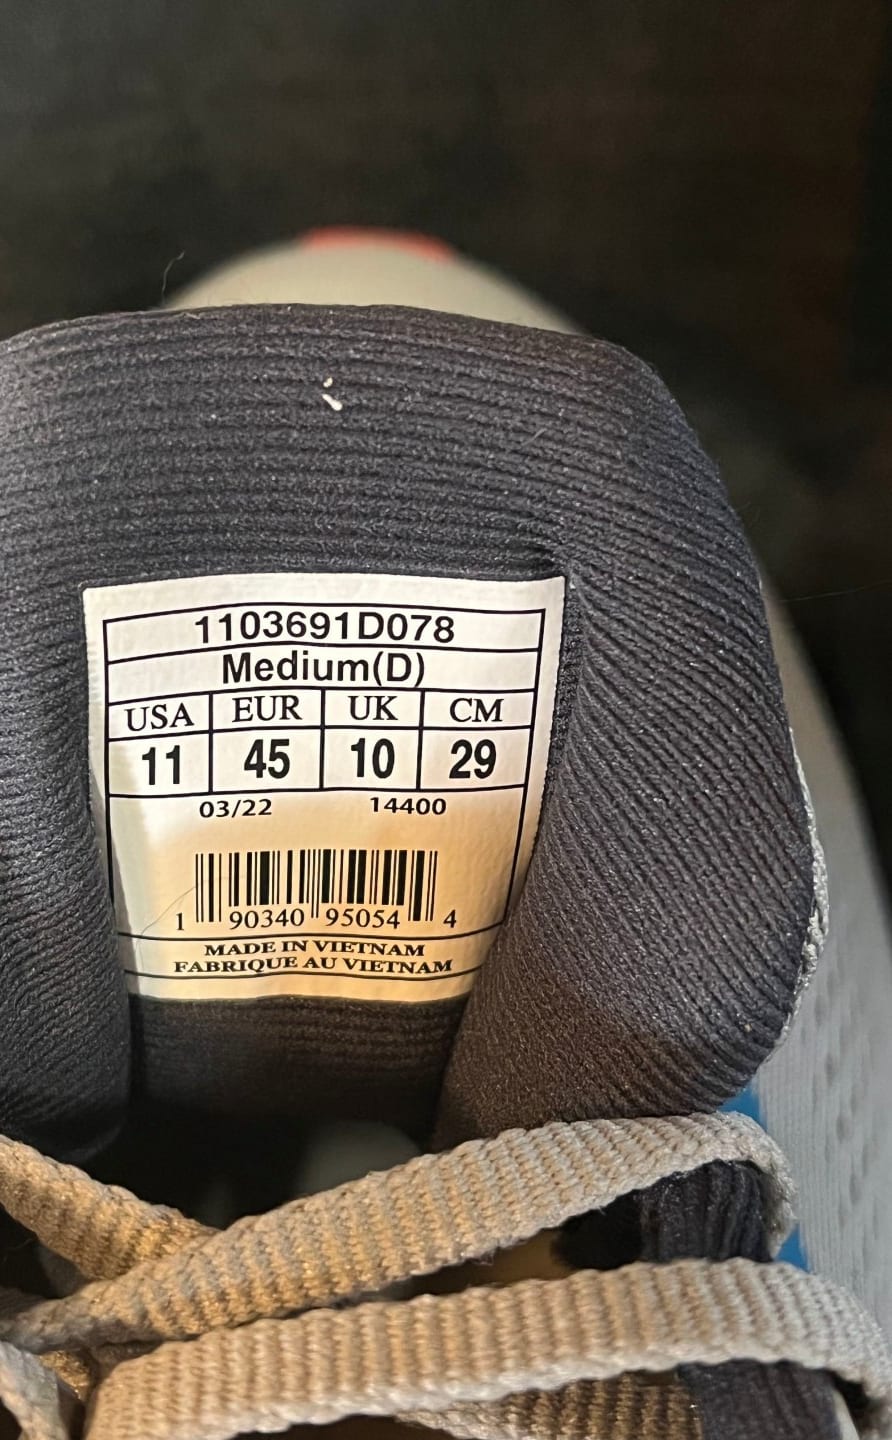 1103691D078
Medium(D)
USA EUR UK CM
11 45 10 29
03/22 14400
1 90340 95054 4
MADE IN VIETNAM
FABRIQUE AU VIETNAM